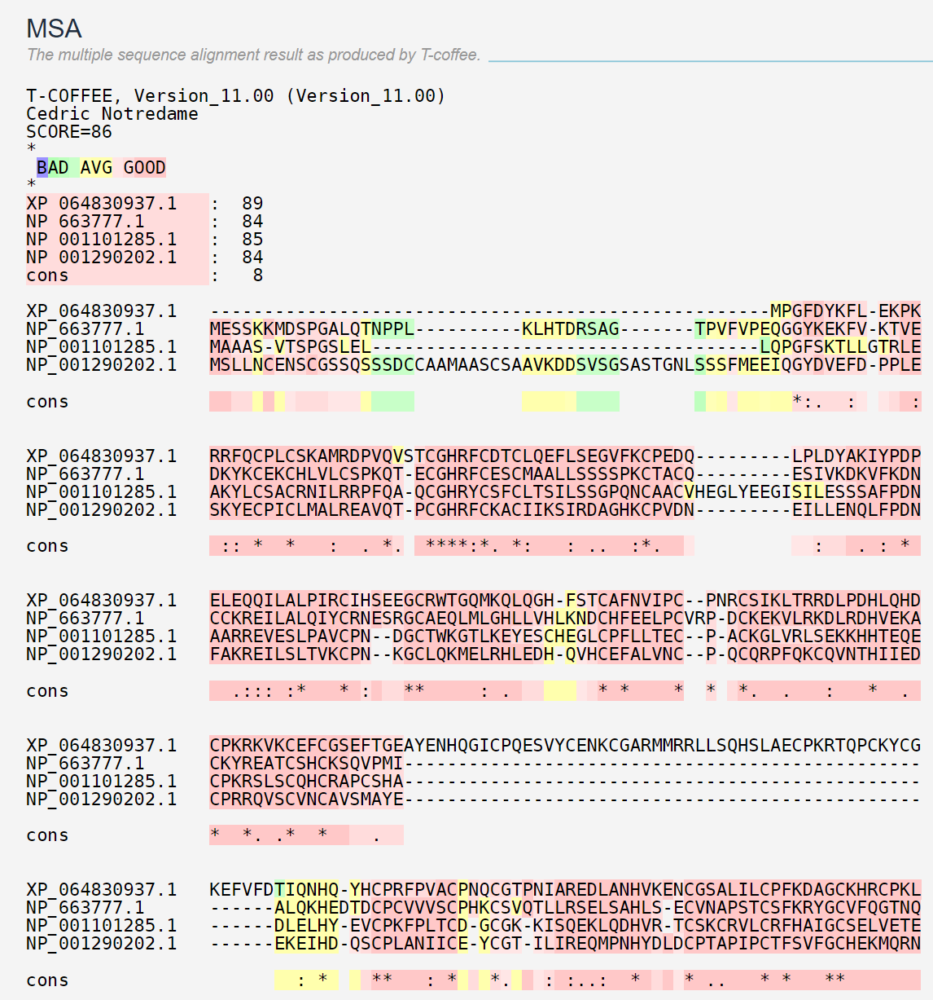 MSA
The multiple sequence alignment result as produced by T-coffee.
T-COFFEE, Version_11.00 (Version_11.00)
Cedric Notredame
SCORE=86
*
BAD AVG GOOD
*
XP 064830937.1 : 89
NP 663777.1 : 84
NP 001101285.1 : 85
NP 001290202.1 : 84
cons : 8
XP_064830937.1 ----------------------------------------------------MPGFDYKFL-EKPK
NP_663777.1 MESSKKMDSPGALQTNPPL----------KLHTDRSAG-------TPVFVPEQGGYKEKFV-KTVE
NP_001101285.1 MAAAS-VTSPGSLEL------------------------------------LQPGFSKTLLGTRLE
NP_001290202.1 MSLLNCENSCGSSQSSSDCCAAMAASCSAAVKDDSVSGSASTGNLSSSFMEEIQGYDVEFD-PPLE
cons *:. : :
XP_064830937.1 RRFQCPLCSKAMRDPVQVSTCGHRFCDTCLQEFLSEGVFKCPEDQ---------LPLDYAKIYPDP
NP_663777.1 DKYKCEKCHLVLCSPKQT-ECGHRFCESCMAALLSSSSPKCTACQ---------ESIVKDKVFKDN
NP_001101285.1 AKYLCSACRNILRRPFQA-QCGHRYCSFCLTSILSSGPQNCAACVHEGLYEEGISILESSSAFPDN
NP_001290202.1 SKYECPICLMALREAVQT-PCGHRFCKACIIKSIRDAGHKCPVDN---------EILLENQLFPDN
cons :: * * : . *. ****:*. *: : .. :*. : . : *
XP_064830937.1 ELEQQILALPIRCIHSEEGCRWTGQMKQLQGH-FSTCAFNVIPC--PNRCSIKLTRRDLPDHLQHD
NP_663777.1 CCKREILALQIYCRNESRGCAEQLMLGHLLVHLKNDCHFEELPCVRP-DCKEKVLRKDLRDHVEKA
NP_001101285.1 AARREVESLPAVCPN--DGCTWKGTLKEYESCHEGLCPFLLTEC--P-ACKGLVRLSEKKHHTEQE
NP_001290202.1 FAKREILSLTVKCPN--KGCLQKMELRHLEDH-QVHCEFALVNC--P-QCQRPFQKCQVNTHIIED
cons .::: :* * : ** : . * * * * *. . : * .
XP_064830937.1 CPKRKVKCEFCGSEFTGEAYENHQGICPQESVYCENKCGARMMRRLLSQHSLAECPKRTQPCKYCG
NP_663777.1 CKYREATCSHCKSQVPMI------------------------------------------------
NP_001101285.1 CPKRSLSCQHCRAPCSHA------------------------------------------------
NP_001290202.1 CPRRQVSCVNCAVSMAYE------------------------------------------------
cons * *. .* * .
XP_064830937.1 KEFVFDTIQNHQ-YHCPRFPVACPNQCGTPNIAREDLANHVKENCGSALILCPFKDAGCKHRCPKL
NP_663777.1 ------ALQKHEDTDCPCVVVSCPHKCSVQTLLRSELSAHLS-ECVNAPSTCSFKRYGCVFQGTNQ
NP_001101285.1 ------DLELHY-EVCPKFPLTCD-GCGK-KISQEKLQDHVR-TCSKCRVLCRFHAIGCSELVETE
NP_001290202.1 ------EKEIHD-QSCPLANIICE-YCGT-ILIREQMPNHYDLDCPTAPIPCTFSVFGCHEKMQRN
cons : * ** : * *. : :..: * * .. * * **